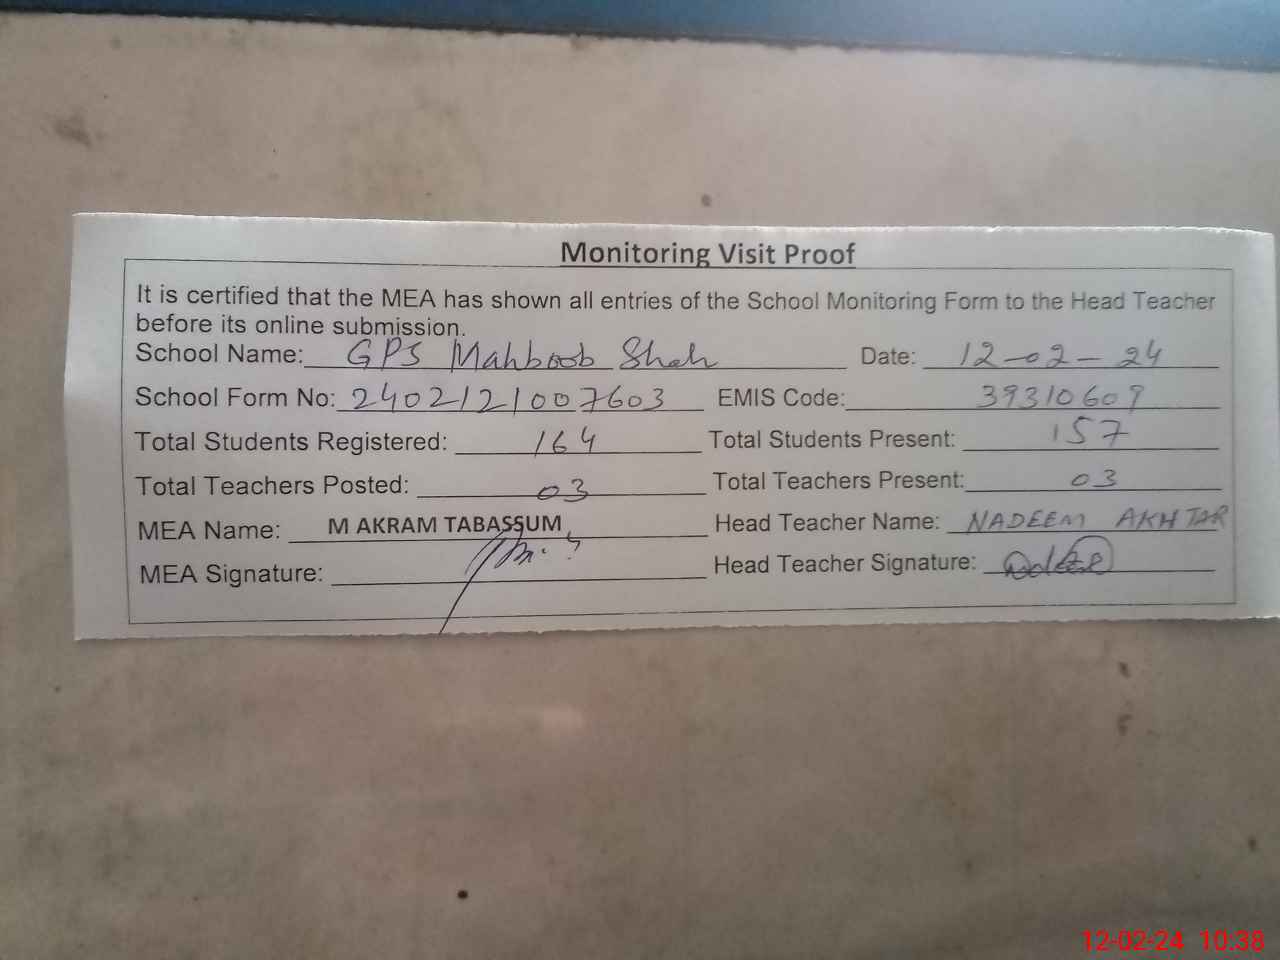 Monitoring Visit Proof
It is certified that the MEA has shown all entries of the School Monitoring Form to the Head Teacher
before its online submission.
School Name: GPS Mahboob Shah Date: 12-02-24
School Form No: 2402121007603 EMIS Code: 39310609
Total Students Registered: 164 Total Students Present: 157
Total Teachers Posted: 03 Total Teachers Present: 03
MEA Name: M AKRAM TABASSUM Head Teacher Name: NADEEM AKHTAR
MEA Signature: Head Teacher Signature:
12-02-24 10:38